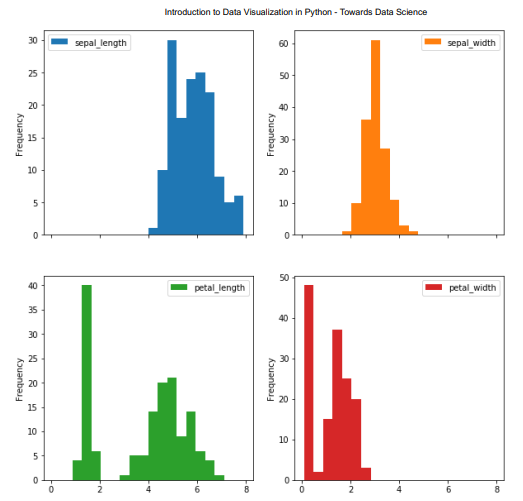 Introduction to Data Visualization in Python - Towards Data Science
sepal_length
30
25
20
15
10
5
0
Frequency
sepal_width
60
50
40
30
20
10
0
Frequency
petal_length
40
35
30
25
20
15
10
5
0
Frequency
0 2 4 6 8
petal_width
50
40
30
20
10
0
Frequency
0 2 4 6 8